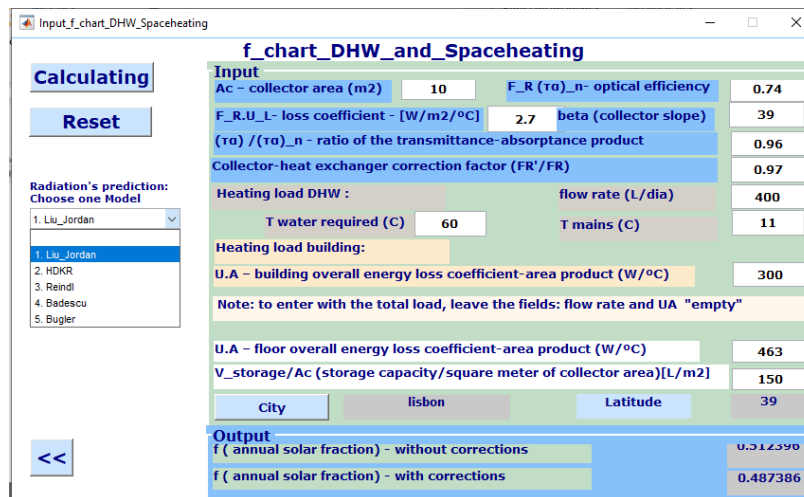 Input_f_chart_DHW_Spaceheating
f_chart_DHW_and_Spaceheating
Calculating
Reset
Radiation's prediction:
Choose one Model
1. Liu_Jordan
1. Liu_Jordan
2. HDKR
3. Reindl
4. Badescu
5. Bugler
<<
Input
Ac – collector area (m2) 10 F_R (τα)_n- optical efficiency 0.74
F_R.U_L- loss coefficient - [W/m2/ºC] 2.7 beta (collector slope) 39
(τα) /(τα)_n - ratio of the transmittance-absorptance product 0.96
Collector-heat exchanger correction factor (FR'/FR) 0.97
Heating load DHW : flow rate (L/dia) 400
T water required (C) 60 T mains (C) 11
Heating load building:
U.A – building overall energy loss coefficient-area product (W/ºC) 300
Note: to enter with the total load, leave the fields: flow rate and UA "empty"
U.A – floor overall energy loss coefficient-area product (W/ºC) 463
V_storage/Ac (storage capacity/square meter of collector area)[L/m2] 150
City lisbon Latitude 39
Output
f ( annual solar fraction) - without corrections 0.512396
f ( annual solar fraction) - with corrections 0.487386